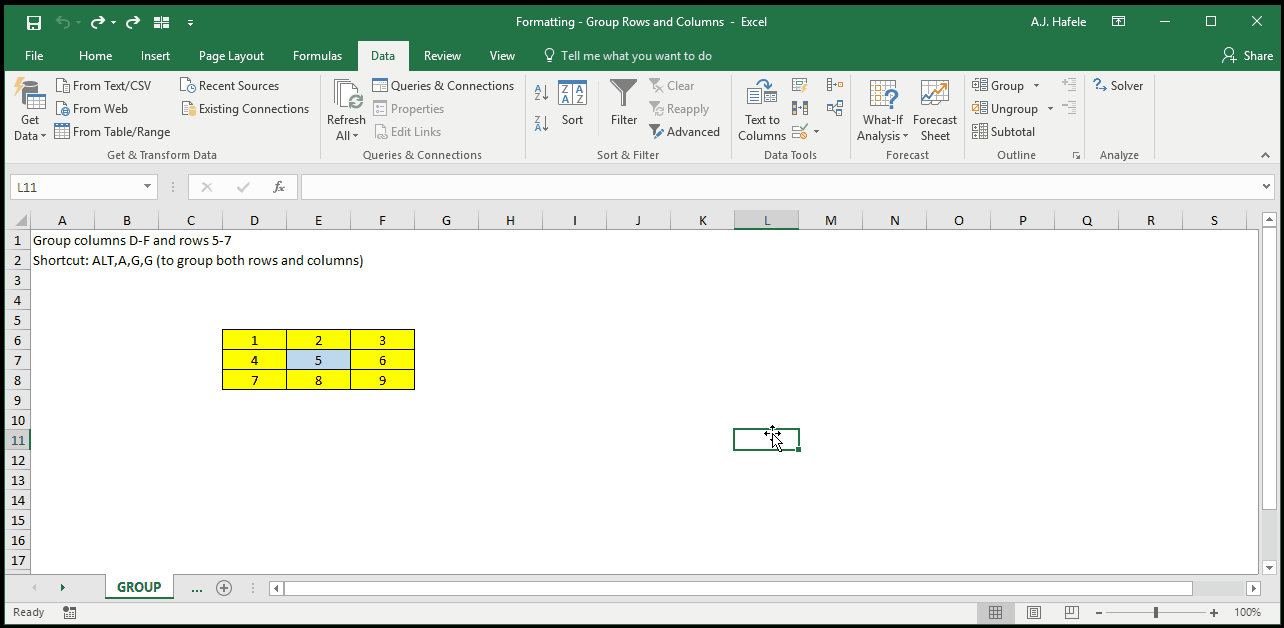 Formatting - Group Rows and Columns - Excel
A.J. Hafele
File Home Insert Page Layout Formulas Data Review View Tell me what you want to do Share
Get Data
From Text/CSV
From Web
From Table/Range
Recent Sources
Existing Connections
Get & Transform Data
Refresh All
Queries & Connections
Properties
Edit Links
Queries & Connections
Sort
Filter
Clear
Reapply
Advanced
Sort & Filter
Text to Columns
Data Tools
What-If Analysis
Forecast Sheet
Forecast
Group
Ungroup
Subtotal
Outline
Solver
Analyze
L11
fx
A B C D E F G H I J K L M N O P Q R S
1 Group columns D-F and rows 5-7
2 Shortcut: ALT,A,G,G (to group both rows and columns)
3
4
5
6 1 2 3
7 4 5 6
8 7 8 9
9
10
11
12
13
14
15
16
17
GROUP ...
Ready
100%